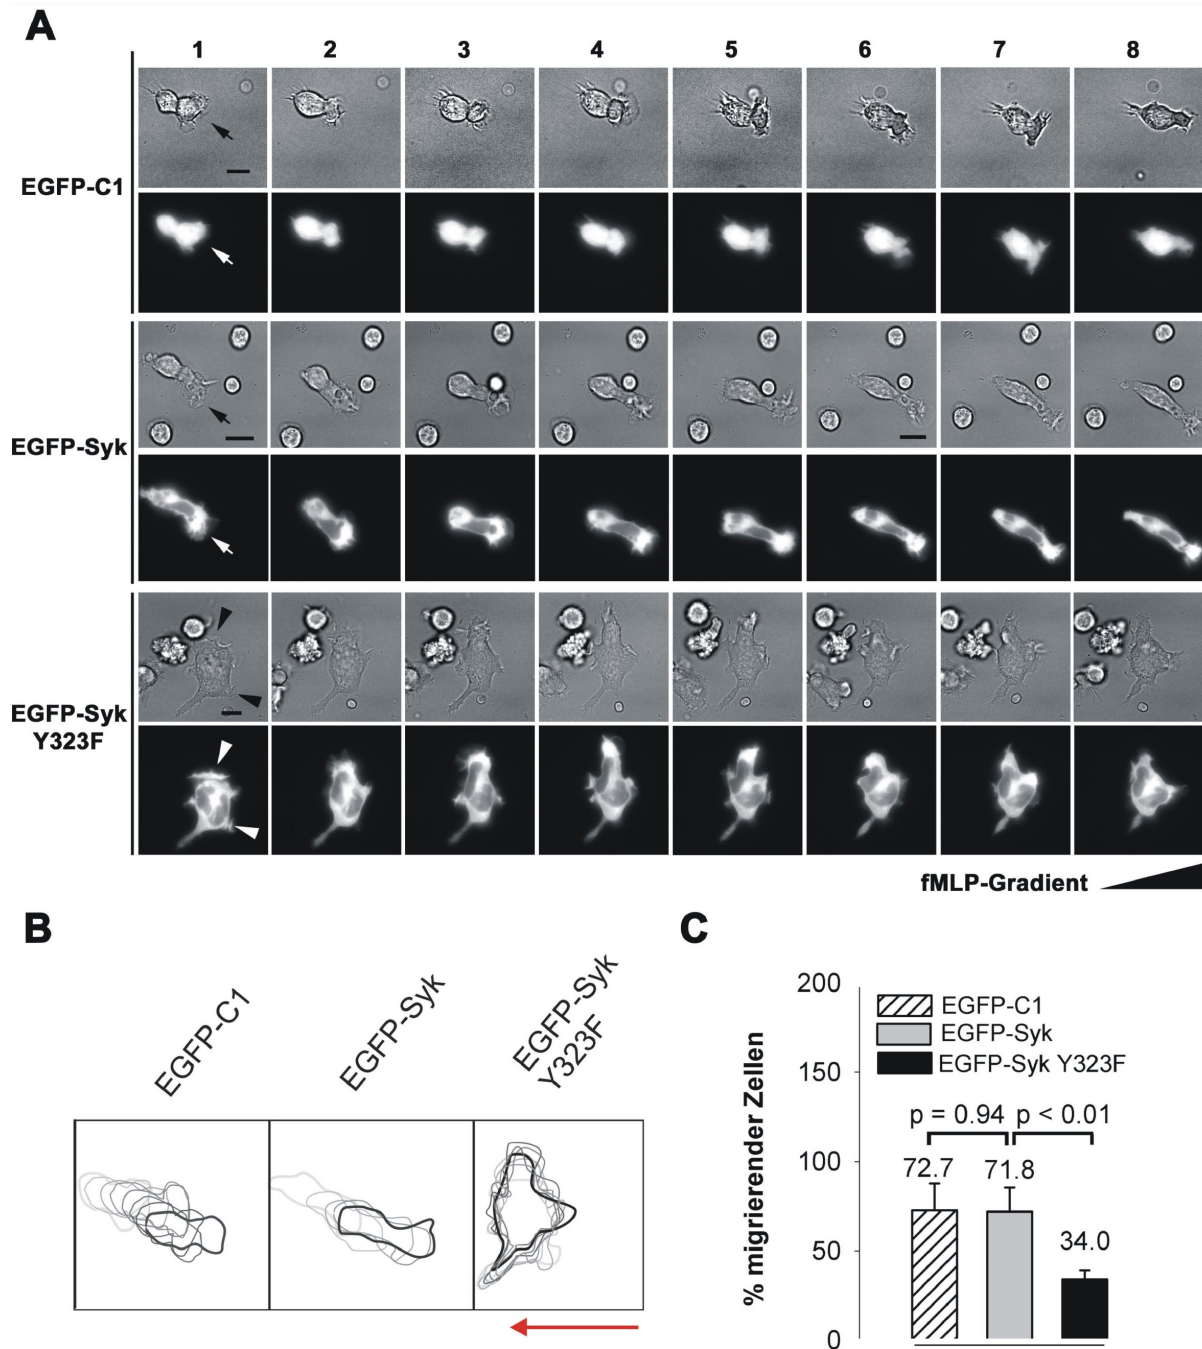 A
1 2 3 4 5 6 7 8
EGFP-C1
EGFP-Syk
EGFP-Syk
Y323F
fMLP-Gradient
B
EGFP-C1
EGFP-Syk
EGFP-Syk
Y323F
C
% migrierender Zellen
200
150
100
50
0
EGFP-C1
EGFP-Syk
EGFP-Syk Y323F
p = 0.94 p < 0.01
72.7 71.8 34.0